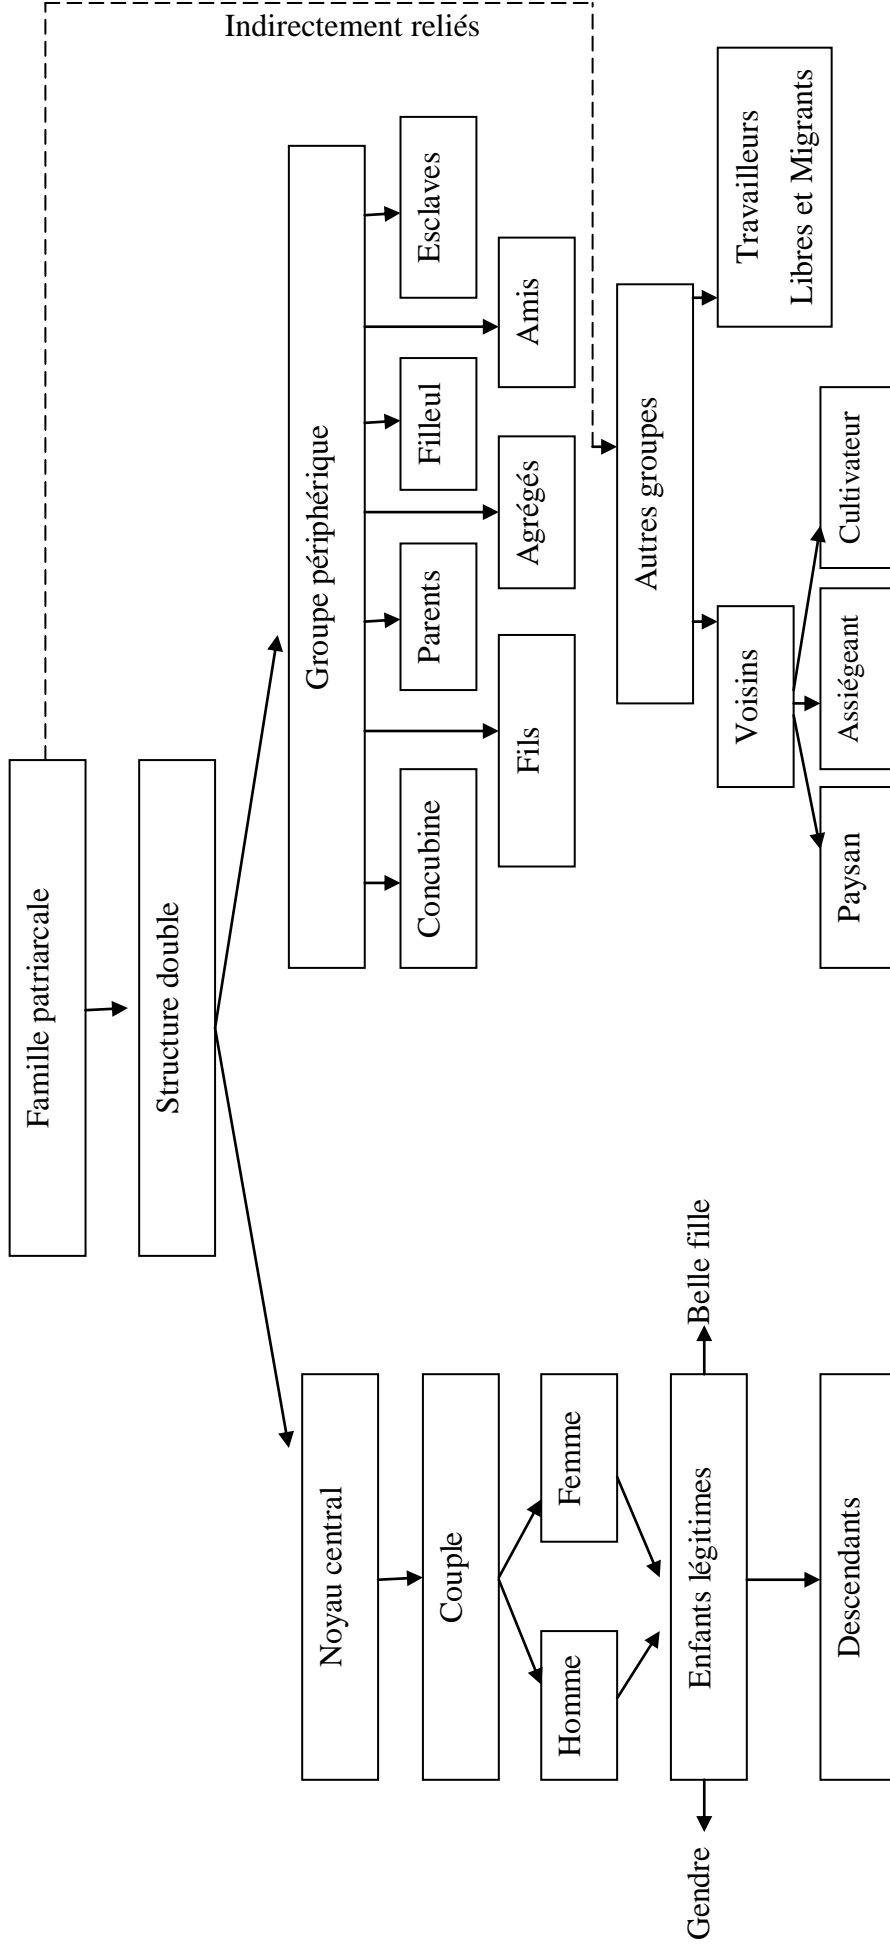 Famille patriarcale
Indirectement reliés
Structure double
Noyau central
Groupe périphérique
Couple
Concubine
Parents
Filleul
Esclaves
Homme
Femme
Fils
Agrégés
Amis
Autres groupes
Gendre
Enfants légitimes
Belle fille
Voisins
Travailleurs
Libres et Migrants
Descendants
Paysan
Assiégeant
Cultivateur